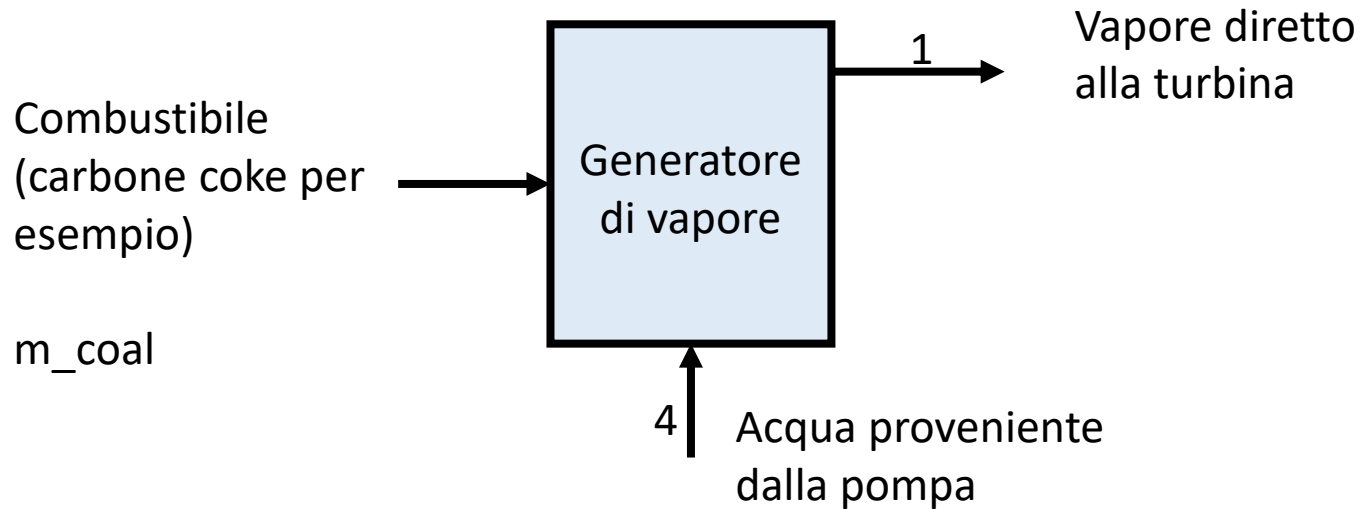 Combustibile
(carbone coke per
esempio)
m_coal
Generatore
di vapore
1
Vapore diretto
alla turbina
4
Acqua proveniente
dalla pompa